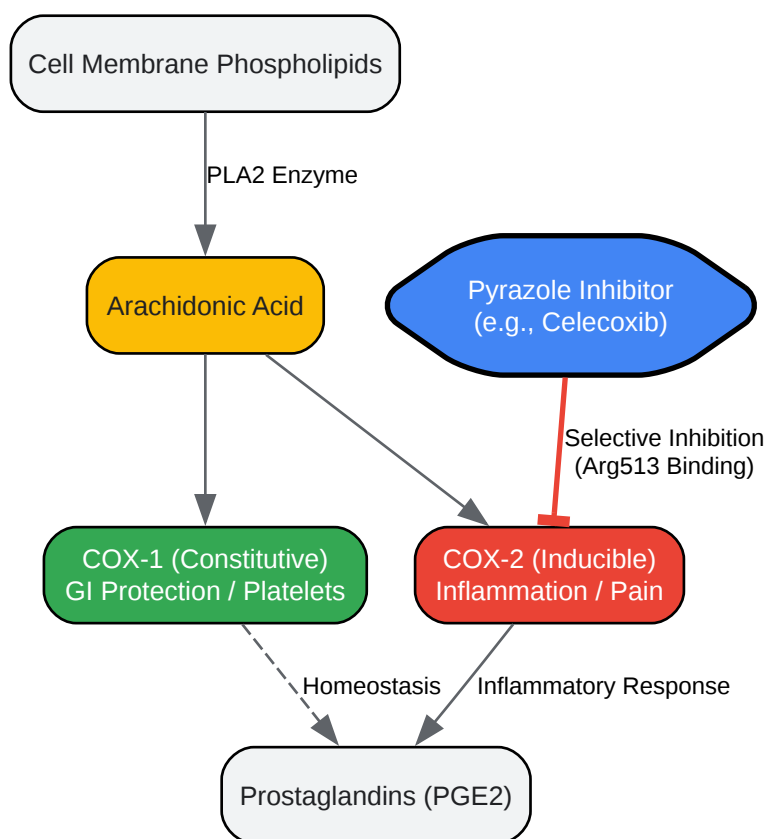 Cell Membrane Phospholipids
PLA2 Enzyme
Arachidonic Acid
Pyrazole Inhibitor
(e.g., Celecoxib)
Selective Inhibition
(Arg513 Binding)
COX-1 (Constitutive)
GI Protection / Platelets
COX-2 (Inducible)
Inflammation / Pain
Homeostasis
Inflammatory Response
Prostaglandins (PGE2)